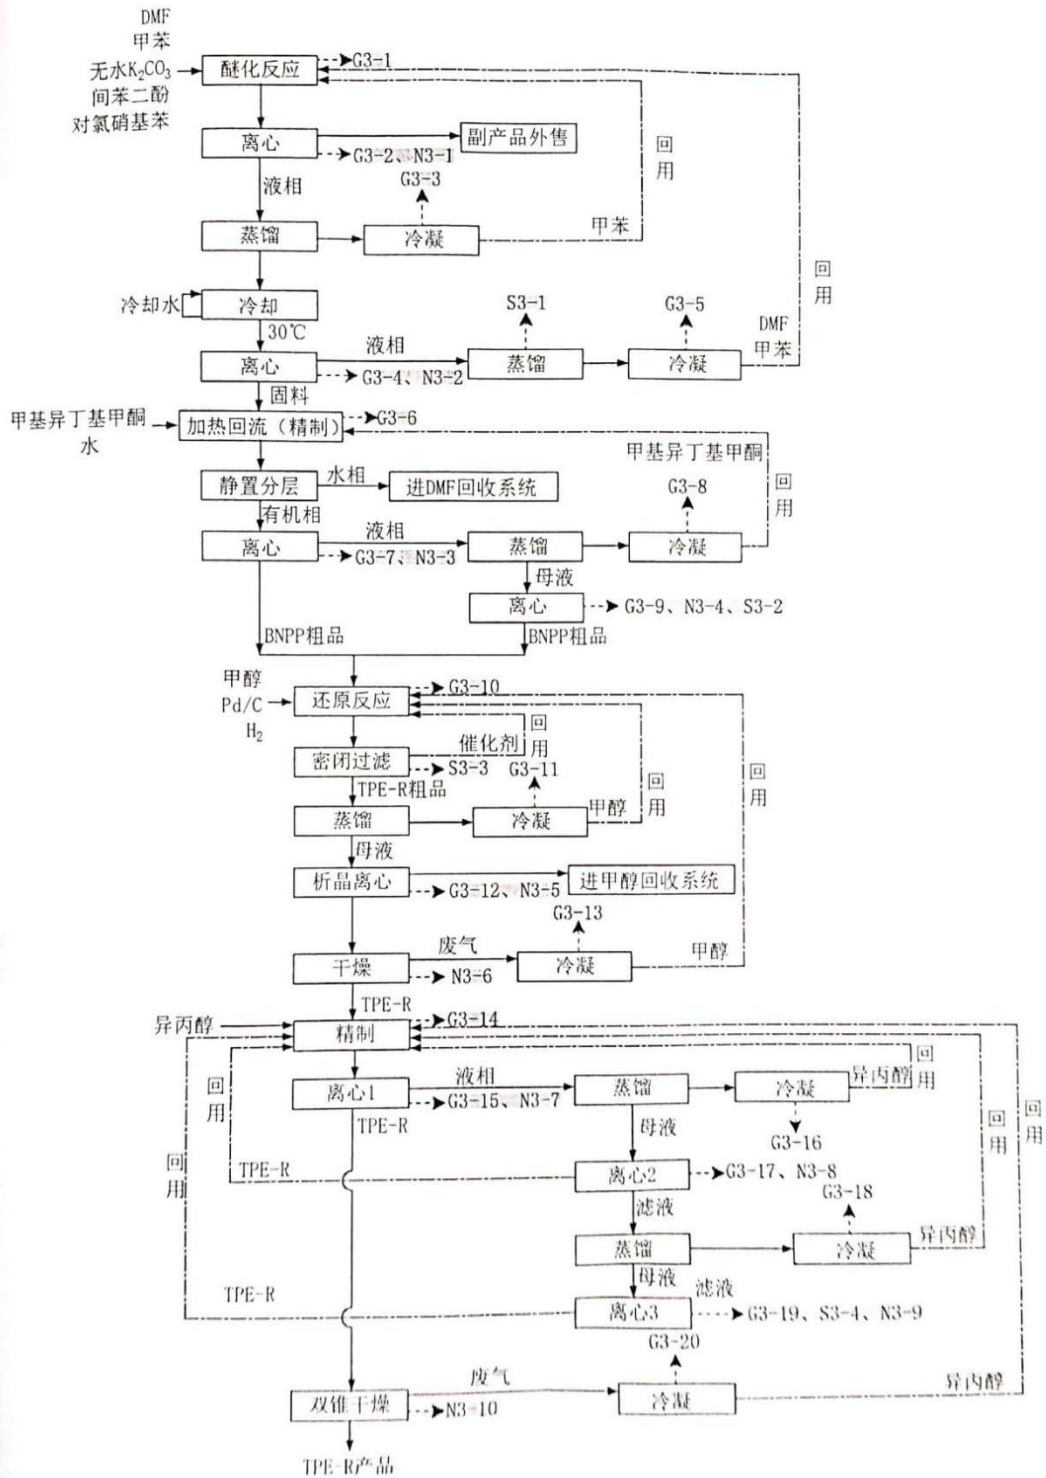 DMF
甲苯
无水K₂CO₃
间苯二酚
对氯硝基苯
醚化反应
G3-1
离心
副产品外售
G3-2、N3-1
液相
G3-3
蒸馏
冷凝
甲苯
回用
冷却水
冷却
30℃
S3-1
G3-5
DMF
甲苯
回用
离心
液相
蒸馏
冷凝
G3-4、N3-2
固料
甲基异丁基甲酮
水
加热回流（精制）
G3-6
甲基异丁基甲酮
回用
静置分层
水相
进DMF回收系统
G3-8
有机相
离心
液相
G3-7、N3-3
蒸馏
冷凝
母液
离心
G3-9、N3-4、S3-2
BNPP粗品
BNPP粗品
甲醇
Pd/C
H₂
还原反应
G3-10
密闭过滤
催化剂
回用
S3-3
G3-11
TPE-R粗品
蒸馏
冷凝
甲醇
回用
回用
母液
析晶离心
进甲醇回收系统
G3-12、N3-5
G3-13
干燥
废气
冷凝
甲醇
N3-6
TPE-R
异丙醇
精制
G3-14
离心1
液相
蒸馏
冷凝
异丙醇
回用
G3-15、N3-7
TPE-R
回用
母液
G3-16
回用
回用
TPE-R
离心2
G3-17、N3-8
回用
滤液
G3-18
蒸馏
冷凝
异丙醇
母液
滤液
TPE-R
离心3
G3-19、S3-4、N3-9
G3-20
双锥干燥
废气
冷凝
异丙醇
N3-10
TPE-R产品